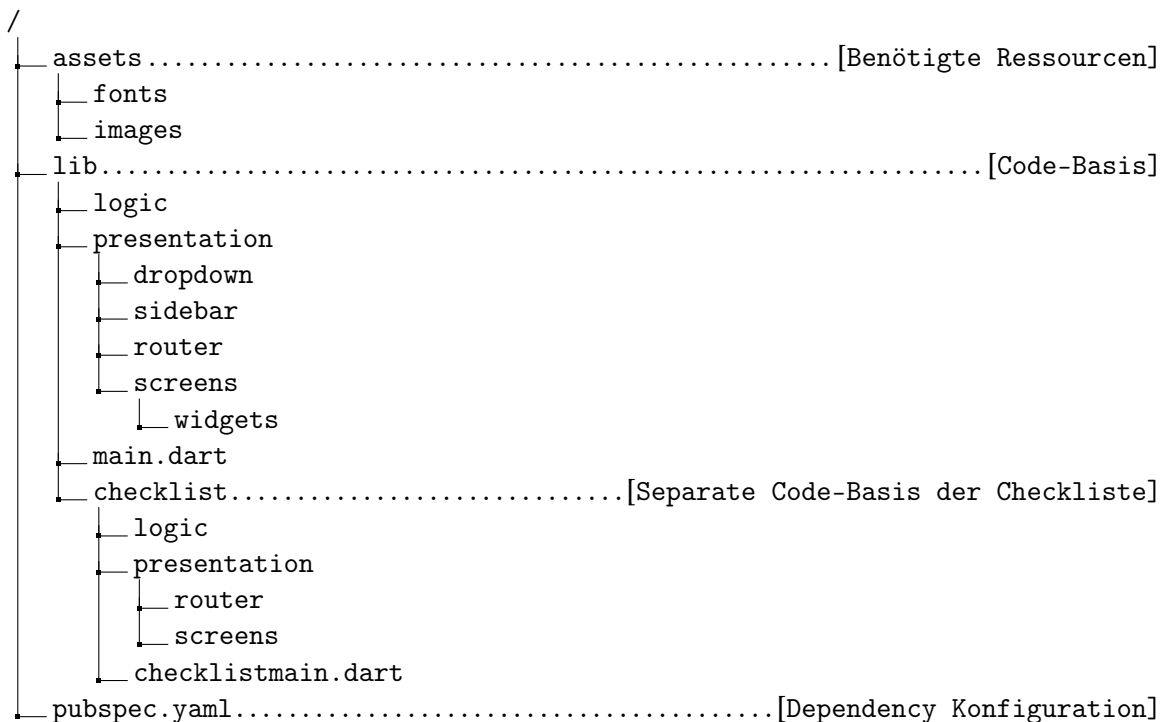 /
assets.................................................... [Benötigte Ressourcen]
fonts
images
lib................................................................... [Code-Basis]
logic
presentation
dropdown
sidebar
router
screens
widgets
main.dart
checklist.............................. [Separate Code-Basis der Checkliste]
logic
presentation
router
screens
checklistmain.dart
pubspec.yaml......................................... [Dependency Konfiguration]